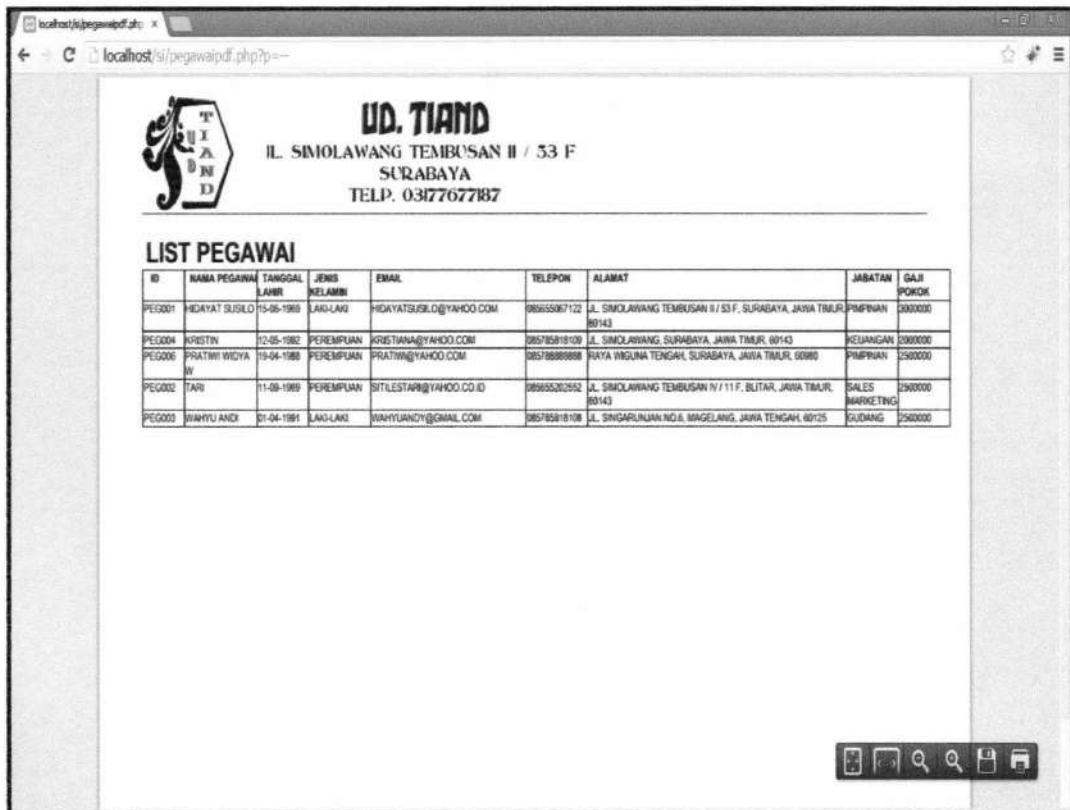 localhost/si/pegawaipdf.php x
localhost/si/pegawaipdf.php?p=--
TIAND
UD
UD. TIAND
JL. SIMOLAWANG TEMBUSAN II / 53 F
SURABAYA
TELP. 03177677187
LIST PEGAWAI
ID NAMA PEGAWAI TANGGAL LAHIR JENIS KELAMIN EMAIL TELEPON ALAMAT JABATAN GAJI POKOK
PEG001 HIDAYAT SUSILO 15-06-1969 LAKI-LAKI HIDAYATSUSILO@YAHOO.COM 085655067122 JL. SIMOLAWANG TEMBUSAN II / 53 F, SURABAYA, JAWA TIMUR, 60143 PIMPINAN 3000000
PEG004 KRISTIN 12-05-1992 PEREMPUAN KRISTIANA@YAHOO.COM 085785818109 JL. SIMOLAWANG, SURABAYA, JAWA TIMUR, 60143 KEUANGAN 2000000
PEG006 PRATIWI WIDYA W 19-04-1988 PEREMPUAN PRATIWI@YAHOO.COM 085788889888 RAYA WIGUNA TENGAH, SURABAYA, JAWA TIMUR, 60980 PIMPINAN 2500000
PEG002 TARI 11-09-1989 PEREMPUAN SITILESTARI@YAHOO.CO.ID 085655202552 JL. SIMOLAWANG TEMBUSAN IV / 11 F, BLITAR, JAWA TIMUR, 60143 SALES MARKETING 2500000
PEG003 WAHYU ANDI 01-04-1991 LAKI-LAKI WAHYUANDY@GMAIL.COM 085785818108 JL. SINGARUNJAN NO.6, MAGELANG, JAWA TENGAH, 60125 GUDANG 2500000